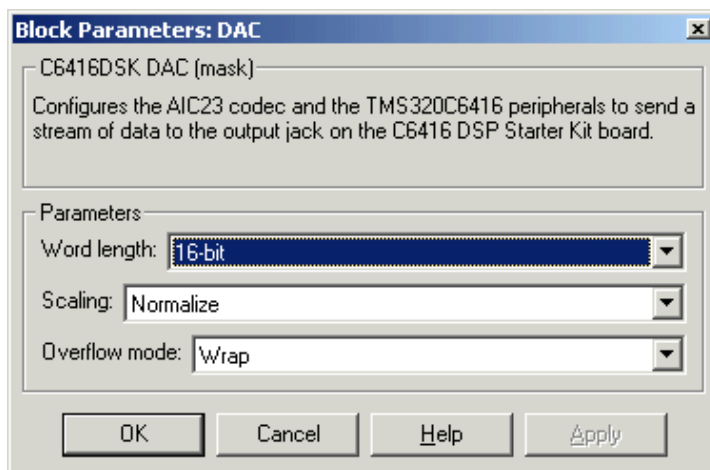 Block Parameters: DAC
C6416DSK DAC (mask)
Configures the AIC23 codec and the TMS320C6416 peripherals to send a
stream of data to the output jack on the C6416 DSP Starter Kit board.
Parameters
Word length: 16-bit
Scaling: Normalize
Overflow mode: Wrap
OK Cancel Help Apply